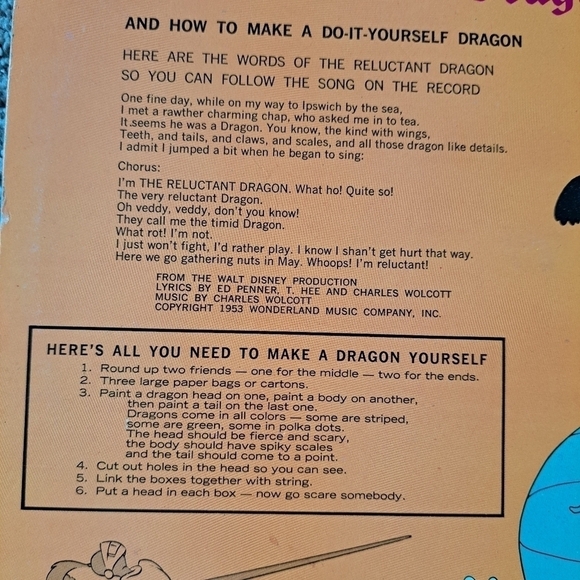 AND HOW TO MAKE A DO-IT-YOURSELF DRAGON
HERE ARE THE WORDS OF THE RELUCTANT DRAGON
SO YOU CAN FOLLOW THE SONG ON THE RECORD
One fine day, while on my way to Ipswich by the sea,
I met a rawther charming chap, who asked me in to tea.
It seems he was a Dragon. You know, the kind with wings,
Teeth, and tails, and claws, and scales, and all those dragon like details.
I admit I jumped a bit when he began to sing:
Chorus:
I'm THE RELUCTANT DRAGON. What ho! Quite so!
The very reluctant Dragon.
Oh veddy, veddy, don't you know!
They call me the timid Dragon.
What rot! I'm not.
I just won't fight, I'd rather play. I know I shan't get hurt that way.
Here we go gathering nuts in May. Whoops! I'm reluctant!
FROM THE WALT DISNEY PRODUCTION
LYRICS BY ED PENNER, T. HEE AND CHARLES WOLCOTT
MUSIC BY CHARLES WOLCOTT
COPYRIGHT 1953 WONDERLAND MUSIC COMPANY, INC.
HERE'S ALL YOU NEED TO MAKE A DRAGON YOURSELF
1. Round up two friends — one for the middle — two for the ends.
2. Three large paper bags or cartons.
3. Paint a dragon head on one, paint a body on another,
then paint a tail on the last one.
Dragons come in all colors — some are striped,
some are green, some in polka dots.
The head should be fierce and scary,
the body should have spiky scales
and the tail should come to a point.
4. Cut out holes in the head so you can see.
5. Link the boxes together with string.
6. Put a head in each box — now go scare somebody.